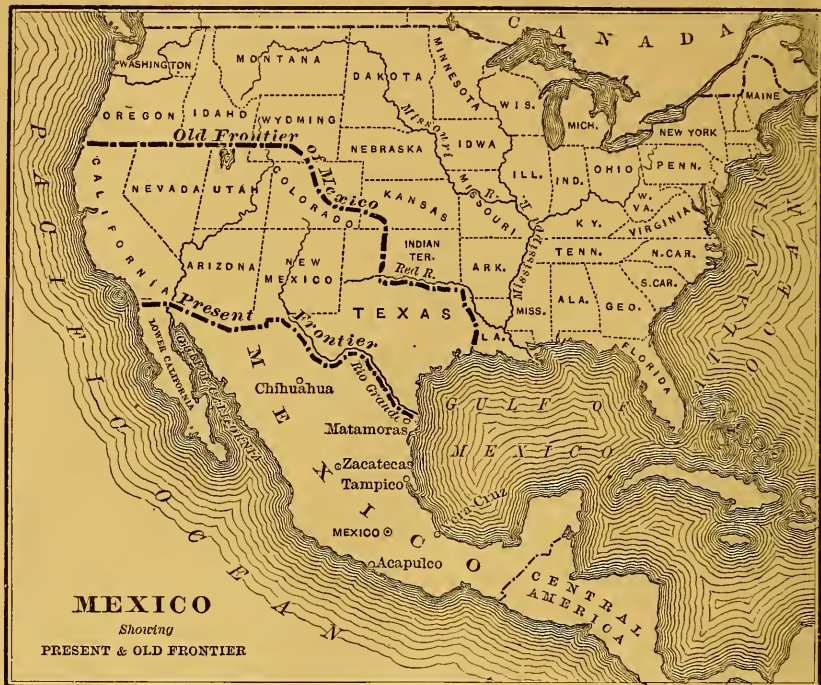 CANADA
WASHINGTON
MONTANA
DAKOTA
MINNESOTA
WIS.
MICH.
MAINE
OREGON
IDAHO
WYOMING
NEW YORK
Old Frontier
of Mexico
Missouri
R.
NEBRASKA
IOWA
ILL.
IND.
OHIO
PENN.
PACIFIC
OCEAN
CALIFORNIA
NEVADA
UTAH
COLORADO
KANSAS
MISSOURI
KY.
W.
VA.
VIRGINIA
ATLANTIC
OCEAN
ARIZONA
NEW
MEXICO
INDIAN
TER.
Red R.
ARK.
Mississippi
R.
TENN.
N.CAR.
S.CAR.
TEXAS
MISS.
ALA.
GEO.
LA.
FLORIDA
Present
Frontier
LOWER CALIFORNIA
MEXICO
Chihuahua
Rio Grande
Matamoras
GULF OF
MEXICO
Zacatecas
Tampico
Vera Cruz
MEXICO
Acapulco
CENTRAL
AMERICA
MEXICO
Showing
PRESENT & OLD FRONTIER